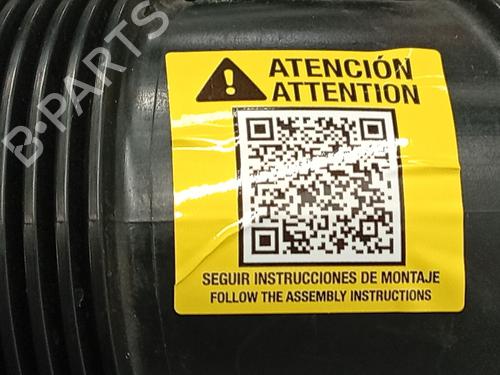 B-PARTS
ATENCIÓN
ATTENTION
SEGUIR INSTRUCCIONES DE MONTAJE
FOLLOW THE ASSEMBLY INSTRUCTIONS